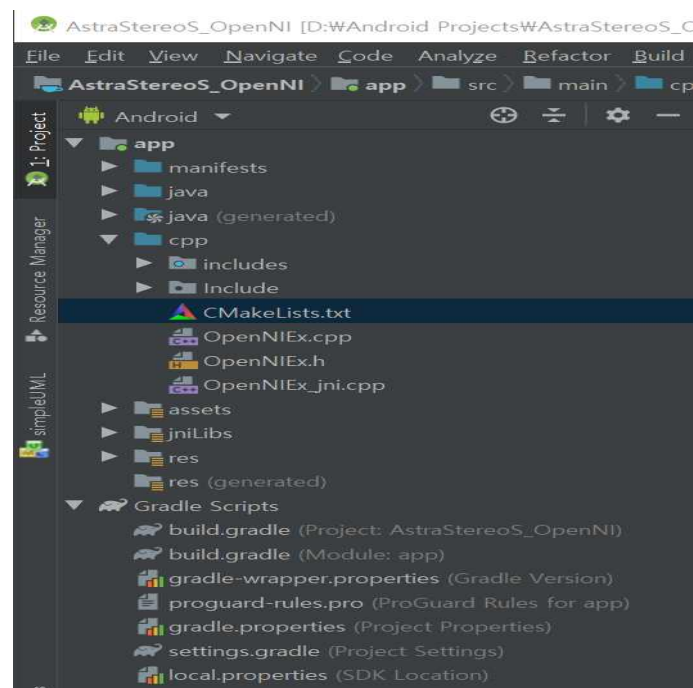 AstraStereoS_OpenNI [D:₩Android Projects₩AstraStereoS_O
File Edit View Navigate Code Analyze Refactor Build
AstraStereoS_OpenNI app src main cp
1: Project
Resource Manager
simpleUML
Android
app
manifests
java
java (generated)
cpp
includes
Include
CMakeLists.txt
OpenNIEx.cpp
OpenNIEx.h
OpenNIEx_jni.cpp
assets
jniLibs
res
res (generated)
Gradle Scripts
build.gradle (Project: AstraStereoS_OpenNI)
build.gradle (Module: app)
gradle-wrapper.properties (Gradle Version)
proguard-rules.pro (ProGuard Rules for app)
gradle.properties (Project Properties)
settings.gradle (Project Settings)
local.properties (SDK Location)